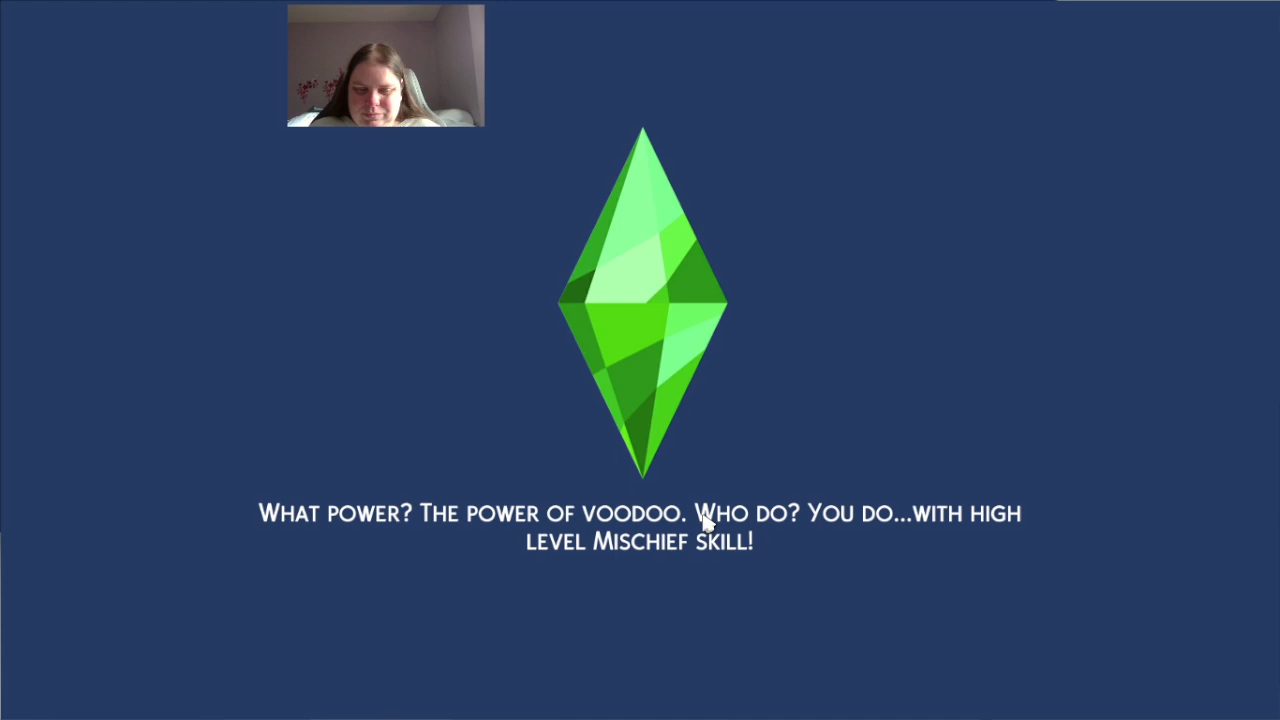 What power? The power of voodoo. Who do? You do...with high
level Mischief skill!